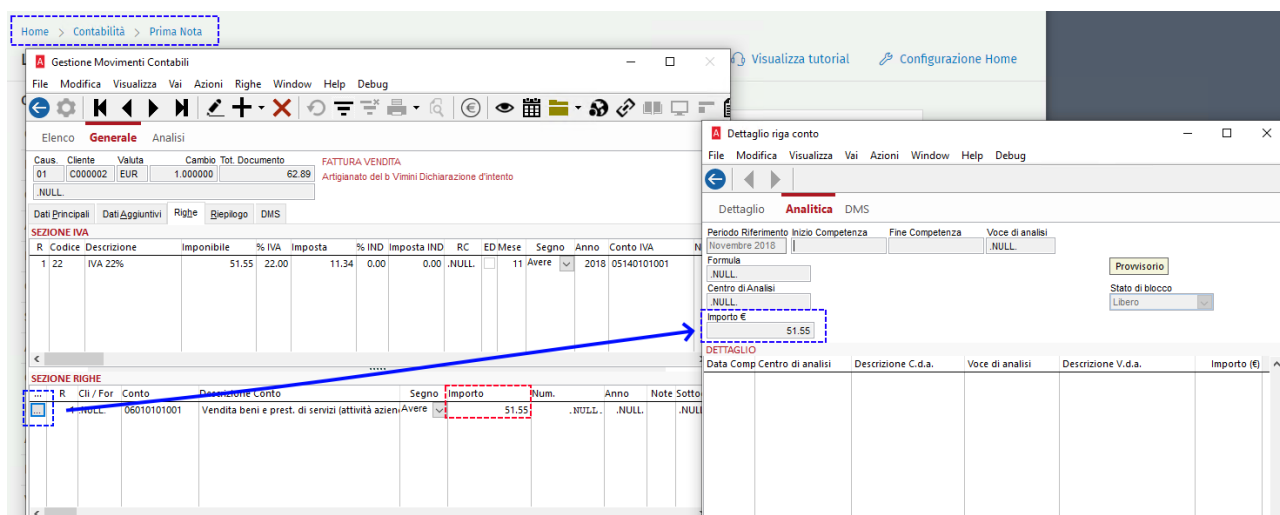 Home > Contabilità > Prima Nota
Visualizza tutorial
Configurazione Home
Gestione Movimenti Contabili
File Modifica Visualizza Vai Azioni Righe Window Help Debug
Elenco Generale Analisi
Caus. Cliente Valuta Cambio Tot. Documento
FATTURA VENDITA
01 C000002 EUR 1.000000 62.89
Artigianato del b Vimini Dichiarazione d'intento
.NULL.
Dati Principali Dati Aggiuntivi Righe Riepilogo DMS
SEZIONE IVA
R Codice Descrizione Imponibile % IVA Imposta % IND Imposta IND RC ED Mese Segno Anno Conto IVA N
1 22 IVA 22% 51.55 22.00 11.34 0.00 0.00 .NULL. 11 Avere 2018 05140101001
SEZIONE RIGHE
... R Cli / For Conto Descrizione Conto Segno Importo Num. Anno Note Sotto
... 1 .NULL. 06010101001 Vendita beni e prest. di servizi (attività azien Avere 51.55 .NULL. .NULL. .NULL
Dettaglio riga conto
File Modifica Visualizza Vai Azioni Window Help Debug
Dettaglio Analitica DMS
Periodo Riferimento Inizio Competenza Fine Competenza Voce di analisi
Novembre 2018 .NULL.
Formula
.NULL.
Provvisorio
Centro di Analisi
Stato di blocco
.NULL.
Libero
Importo €
51.55
DETTAGLIO
Data Comp Centro di analisi Descrizione C.d.a. Voce di analisi Descrizione V.d.a. Importo (€)